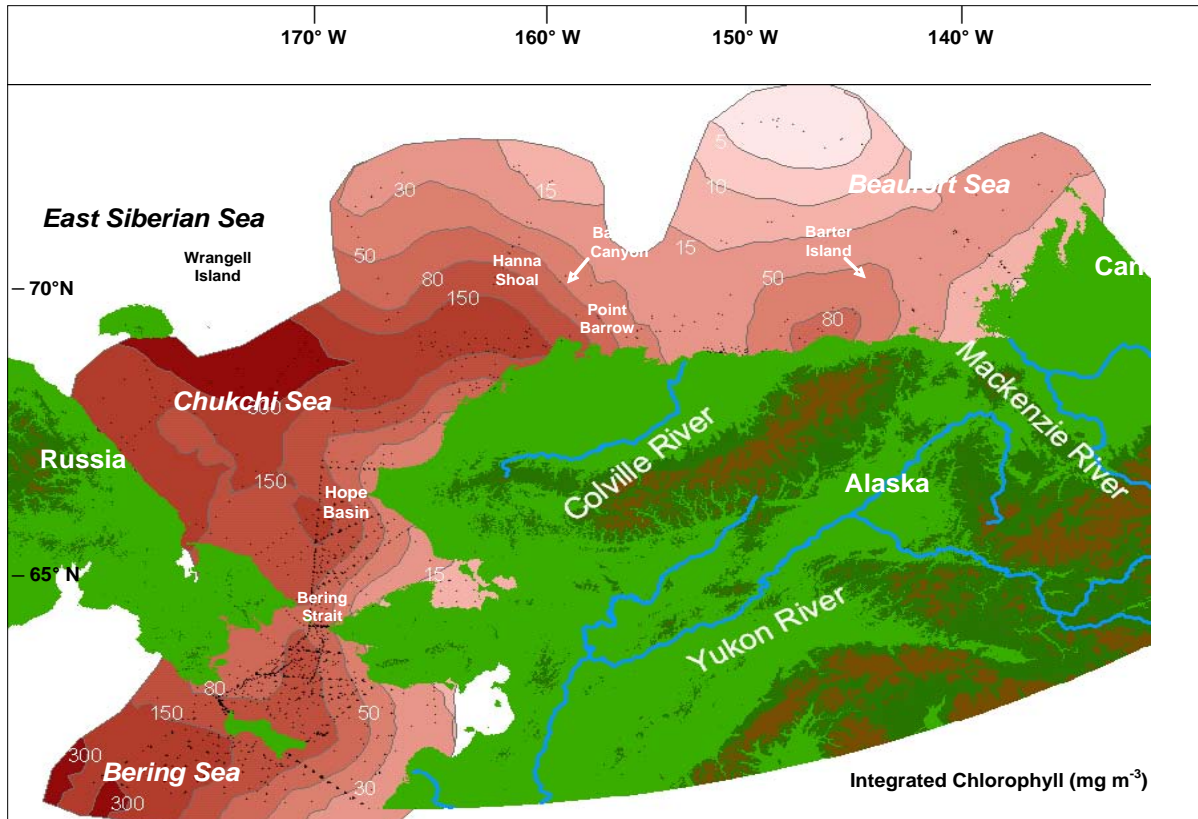 170° W
160° W
150° W
140° W
5
10
15
30
15
Beaufort Sea
East Siberian Sea
Barter
Island
Canyon
15
50
Wrangell
Island
Hanna
Shoal
50
80
150
70°N
Point
Barrow
80
Chukchi Sea
300
Mackenzie River
Russia
150
Colville River
Alaska
Hope
Basin
65° N
15
Bering
Strait
Yukon River
80
150
50
300
Bering Sea
300
30
Integrated Chlorophyll (mg m-3)